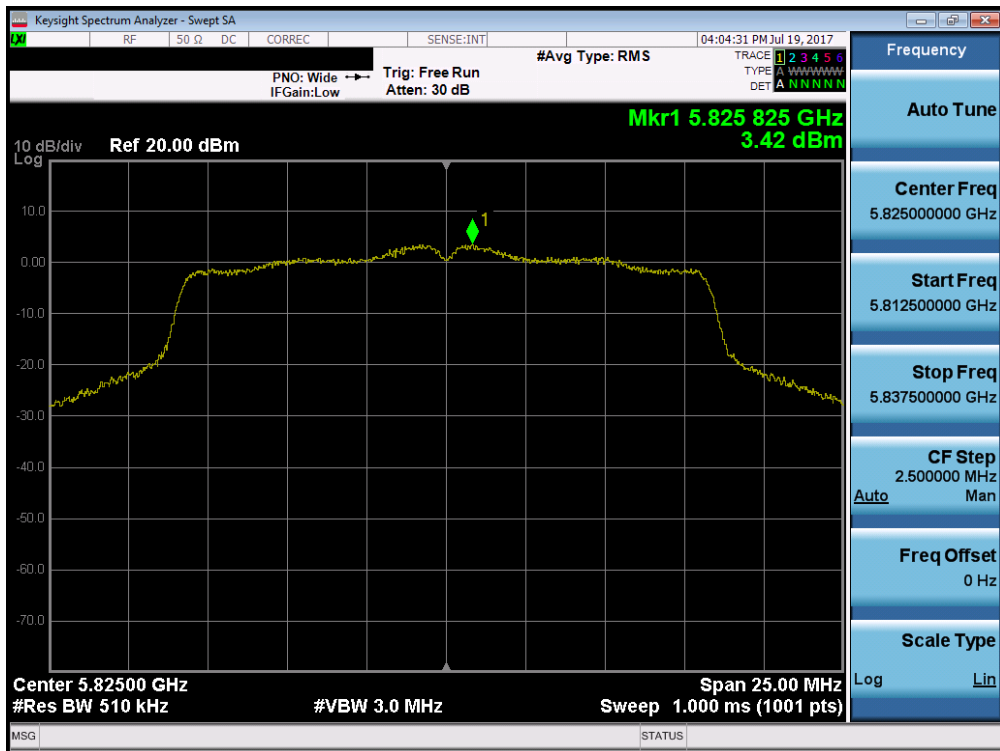 Keysight Spectrum Analyzer - Swept SA
LXI RF 50 Ω DC CORREC SENSE:INT 04:04:31 PM Jul 19, 2017
#Avg Type: RMS
TRACE 1 2 3 4 5 6
PNO: Wide Trig: Free Run
TYPE A WWWWW
IFGain:Low Atten: 30 dB
DET A N N N N N
Mkr1 5.825 825 GHz
3.42 dBm
10 dB/div Ref 20.00 dBm
Log
10.0
1
0.00
-10.0
-20.0
-30.0
-40.0
-50.0
-60.0
-70.0
Center 5.82500 GHz Span 25.00 MHz
#Res BW 510 kHz #VBW 3.0 MHz Sweep 1.000 ms (1001 pts)
MSG STATUS
Frequency
Auto Tune
Center Freq
5.825000000 GHz
Start Freq
5.812500000 GHz
Stop Freq
5.837500000 GHz
CF Step
2.500000 MHz
Auto Man
Freq Offset
0 Hz
Scale Type
Log Lin